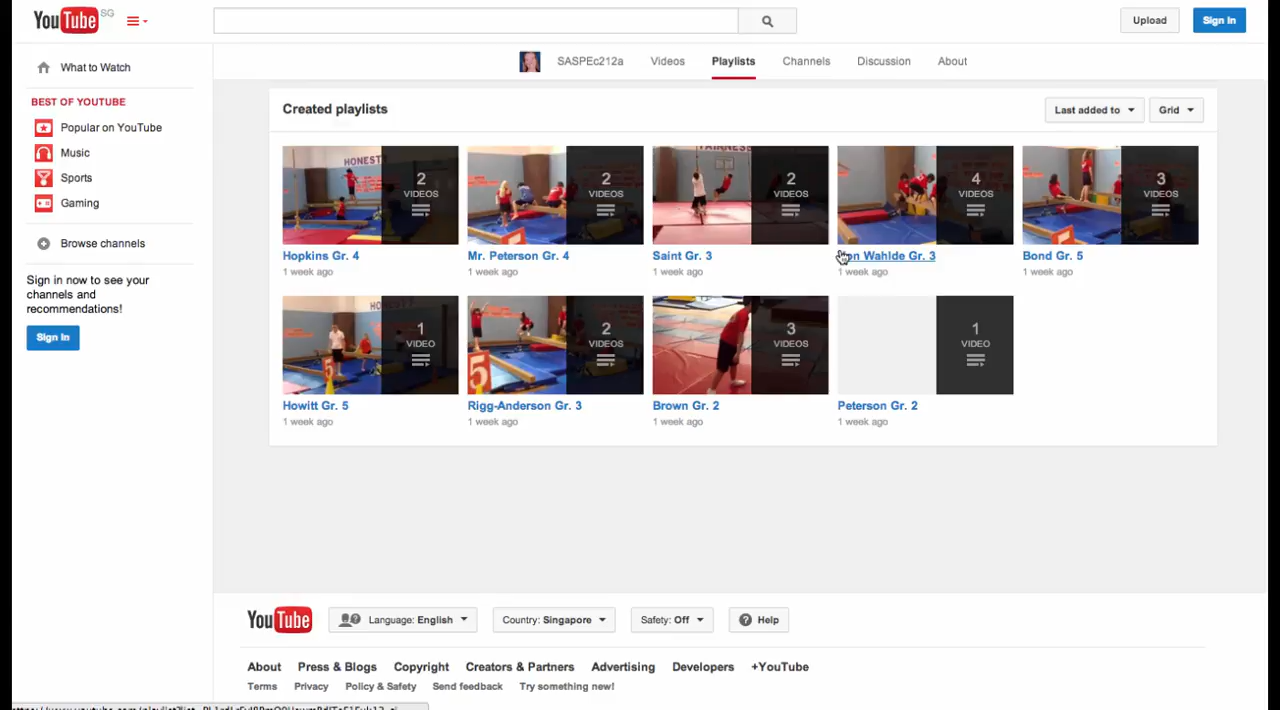 YouTube SG
Upload
Sign In
What to Watch
BEST OF YOUTUBE
Popular on YouTube
Music
Sports
Gaming
Browse channels
Sign in now to see your
channels and
recommendations!
Sign In
SASPEc212a
Videos
Playlists
Channels
Discussion
About
Created playlists
Last added to
Grid
HONEST
2
VIDEOS
2
VIDEOS
2
VIDEOS
4
VIDEOS
3
VIDEOS
Hopkins Gr. 4
Mr. Peterson Gr. 4
Saint Gr. 3
Wahlde Gr. 3
Bond Gr. 5
1 week ago
1 week ago
1 week ago
1 week ago
1 week ago
5
1
VIDEO
5
2
VIDEOS
3
VIDEOS
1
VIDEO
Howitt Gr. 5
Rigg-Anderson Gr. 3
Brown Gr. 2
Peterson Gr. 2
1 week ago
1 week ago
1 week ago
1 week ago
YouTube
Language: English
Country: Singapore
Safety: Off
Help
About
Press & Blogs
Copyright
Creators & Partners
Advertising
Developers
+YouTube
Terms
Privacy
Policy & Safety
Send feedback
Try something new!